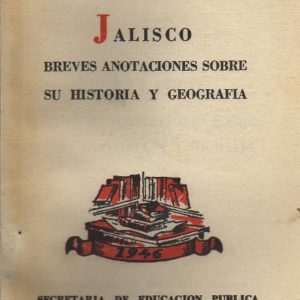 JALISCO
BREVES ANOTACIONES SOBRE
SU HISTORIA Y GEOGRAFIA
1946
SECRETARIA DE EDUCACION PUBLICA